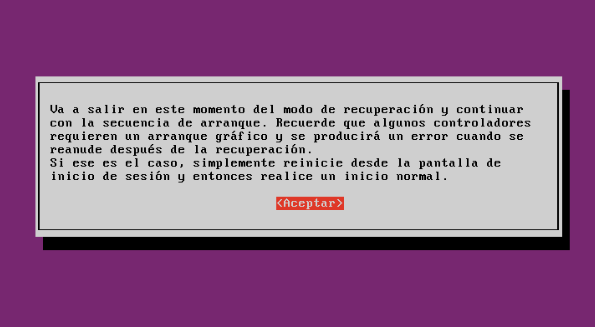 Va a salir en este momento del modo de recuperación y continuar
con la secuencia de arranque. Recuerde que algunos controladores
requieren un arranque gráfico y se producirá un error cuando se
reanude después de la recuperación.
Si ese es el caso, simplemente reinicie desde la pantalla de
inicio de sesión y entonces realice un inicio normal.
<Aceptar>